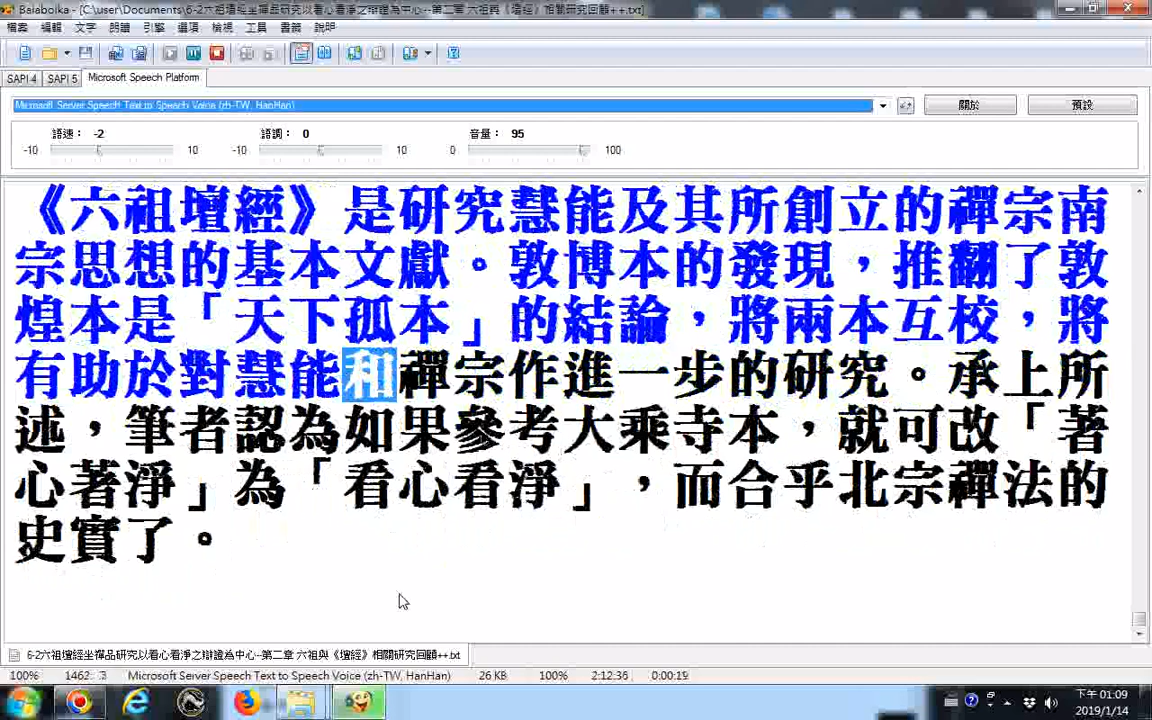 Balabolka - [C:\user\Documents\6-2六祖壇經坐禪品研究以看心看淨之辯證為中心--第二章 六祖與《壇經》相關研究回顧++.txt]
檔案 編輯 文字 朗讀 引擎 選項 檢視 工具 書籤 說明
SAPI 4 SAPI 5 Microsoft Speech Platform
Microsoft Server Speech Text to Speech Voice (zh-TW, HanHan) 關於 預設
語速： -2 語調： 0 音量： 95
-10 10 -10 10 0 100
《六祖壇經》是研究慧能及其所創立的禪宗南
宗思想的基本文獻。敦博本的發現，推翻了敦
煌本是「天下孤本」的結論，將兩本互校，將
有助於對慧能和禪宗作進一步的研究。承上所
述，筆者認為如果參考大乘寺本，就可改「著
心著淨」為「看心看淨」，而合乎北宗禪法的
史實了。
6-2六祖壇經坐禪品研究以看心看淨之辯證為中心--第二章 六祖與《壇經》相關研究回顧++.txt
100% 1462: 3 Microsoft Server Speech Text to Speech Voice (zh-TW, HanHan) 26 KB 100% 2:12:36 0:00:19
下午 01:09
2019/1/14